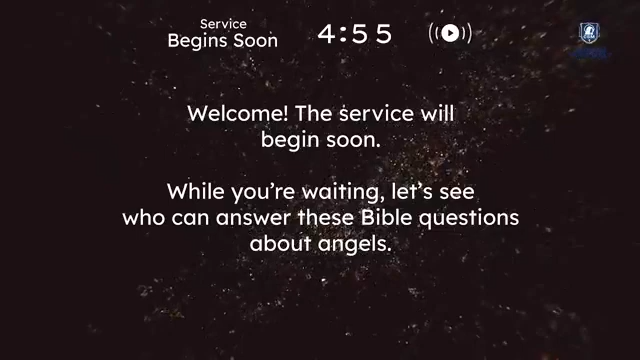 Service
Begins Soon
4:55
Welcome! The service will
begin soon.
While you're waiting, let's see
who can answer these Bible questions
about angels.